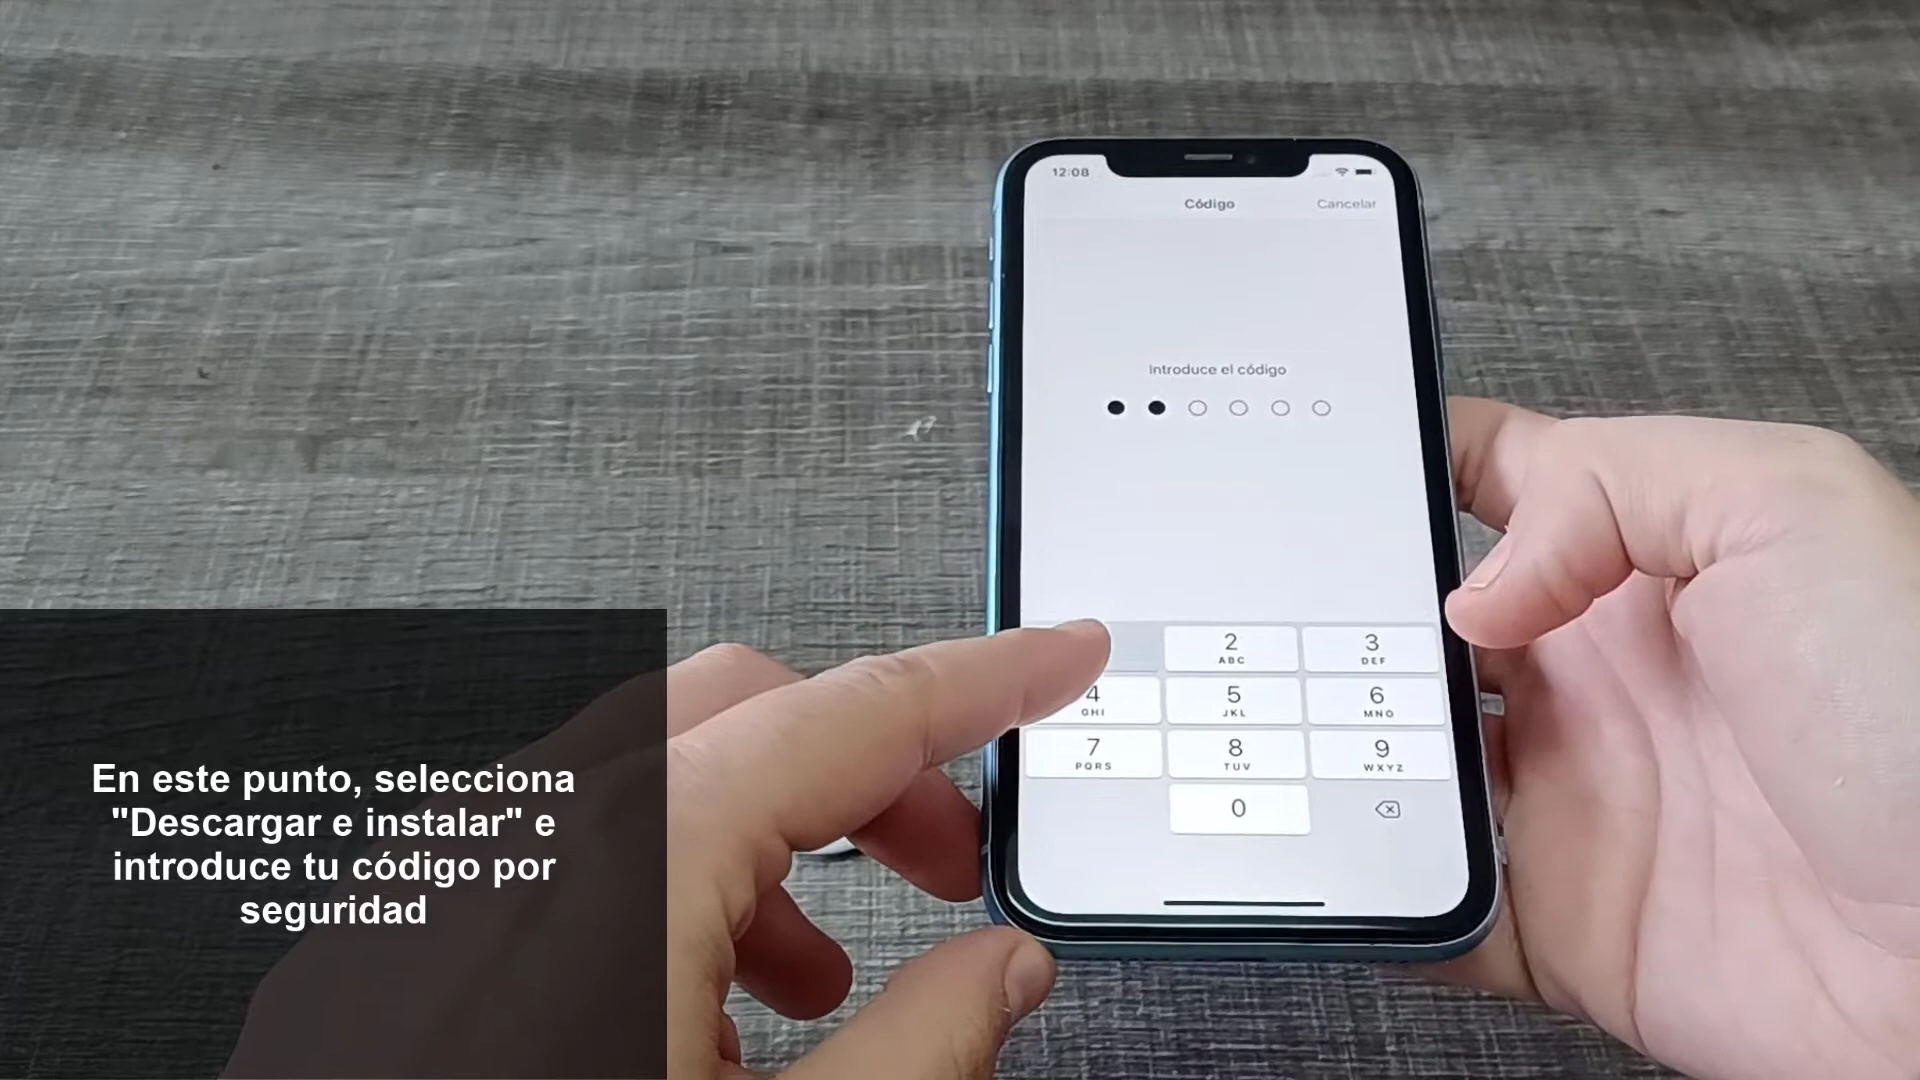 12:08
Código
Cancelar
Introduce el código
2
ABC
3
DEF
4
GHI
5
JKL
6
MNO
7
PQRS
8
TUV
9
WXYZ
0
En este punto, selecciona
"Descargar e instalar" e
introduce tu código por
seguridad